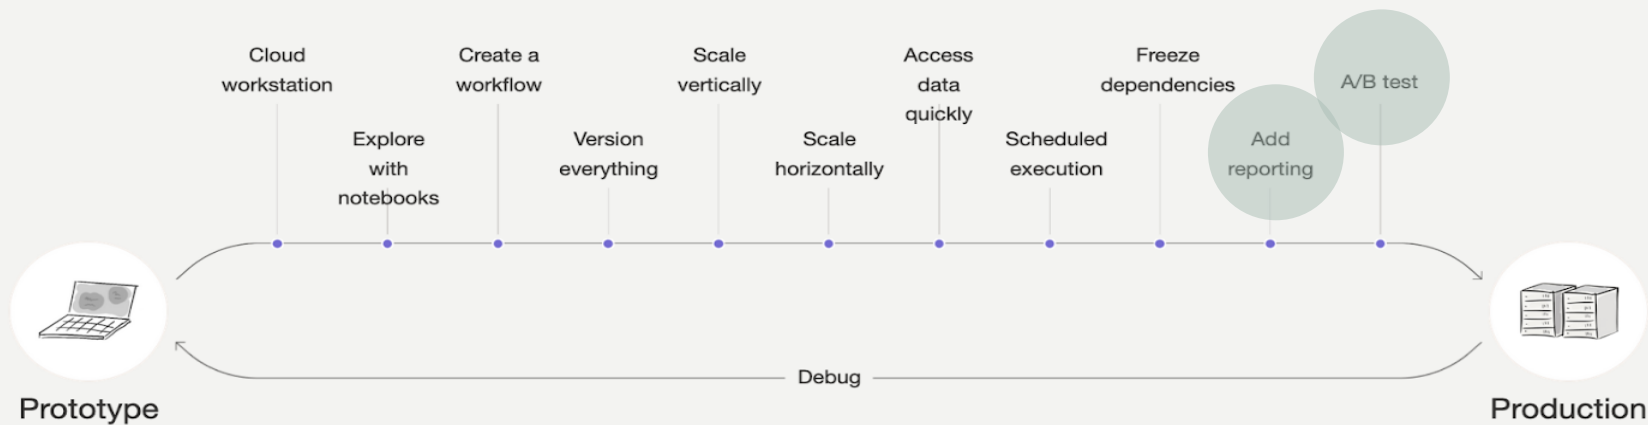 Cloud
workstation
Explore
with
notebooks
Create a
workflow
Version
everything
Scale
vertically
Scale
horizontally
Access
data
quickly
Scheduled
execution
Freeze
dependencies
Add
reporting
A/B test
Debug
Prototype
Production